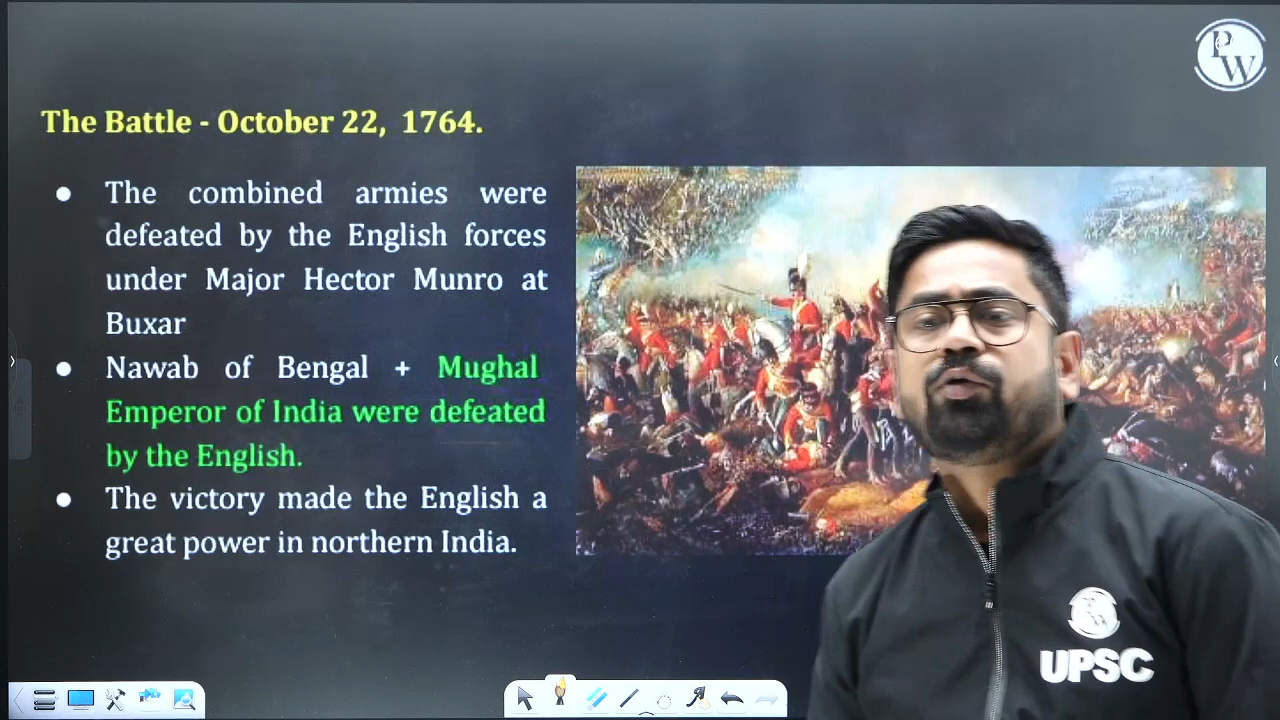 PW
The Battle - October 22, 1764.
● The combined armies were
defeated by the English forces
under Major Hector Munro at
Buxar
● Nawab of Bengal + Mughal
Emperor of India were defeated
by the English.
● The victory made the English a
great power in northern India.
PW
UPSC